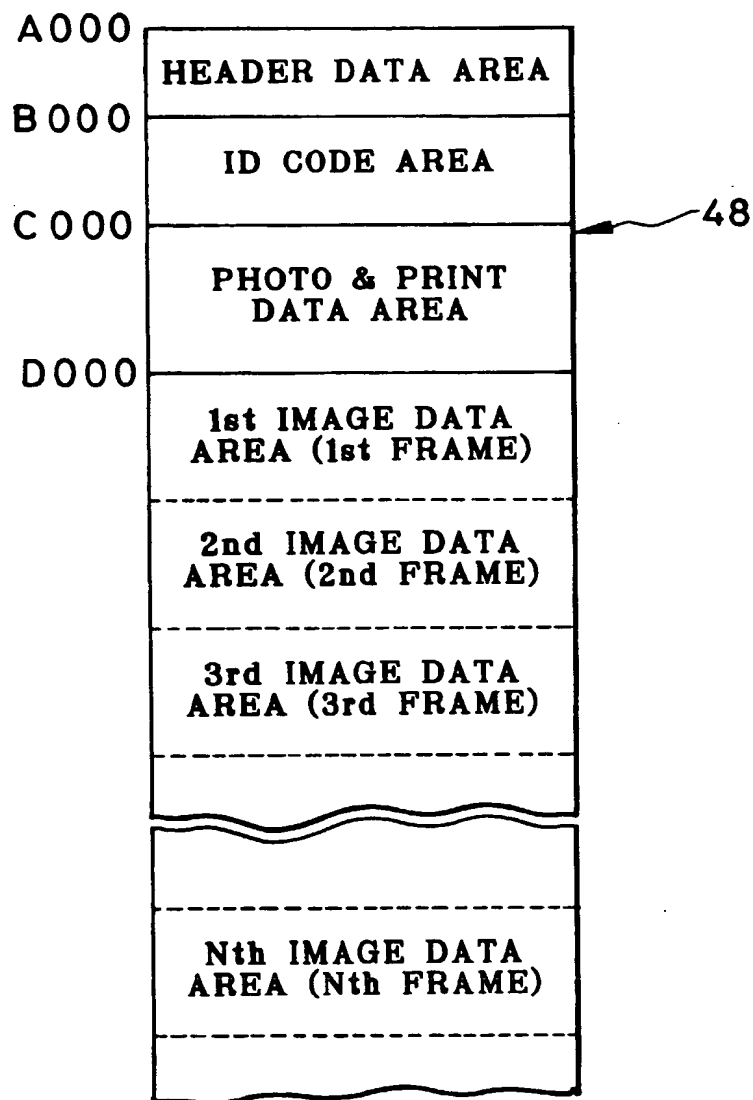 A000
HEADER DATA AREA
B000
ID CODE AREA
C000
48
PHOTO & PRINT
DATA AREA
D000
1st IMAGE DATA
AREA (1st FRAME)
2nd IMAGE DATA
AREA (2nd FRAME)
3rd IMAGE DATA
AREA (3rd FRAME)
Nth IMAGE DATA
AREA (Nth FRAME)